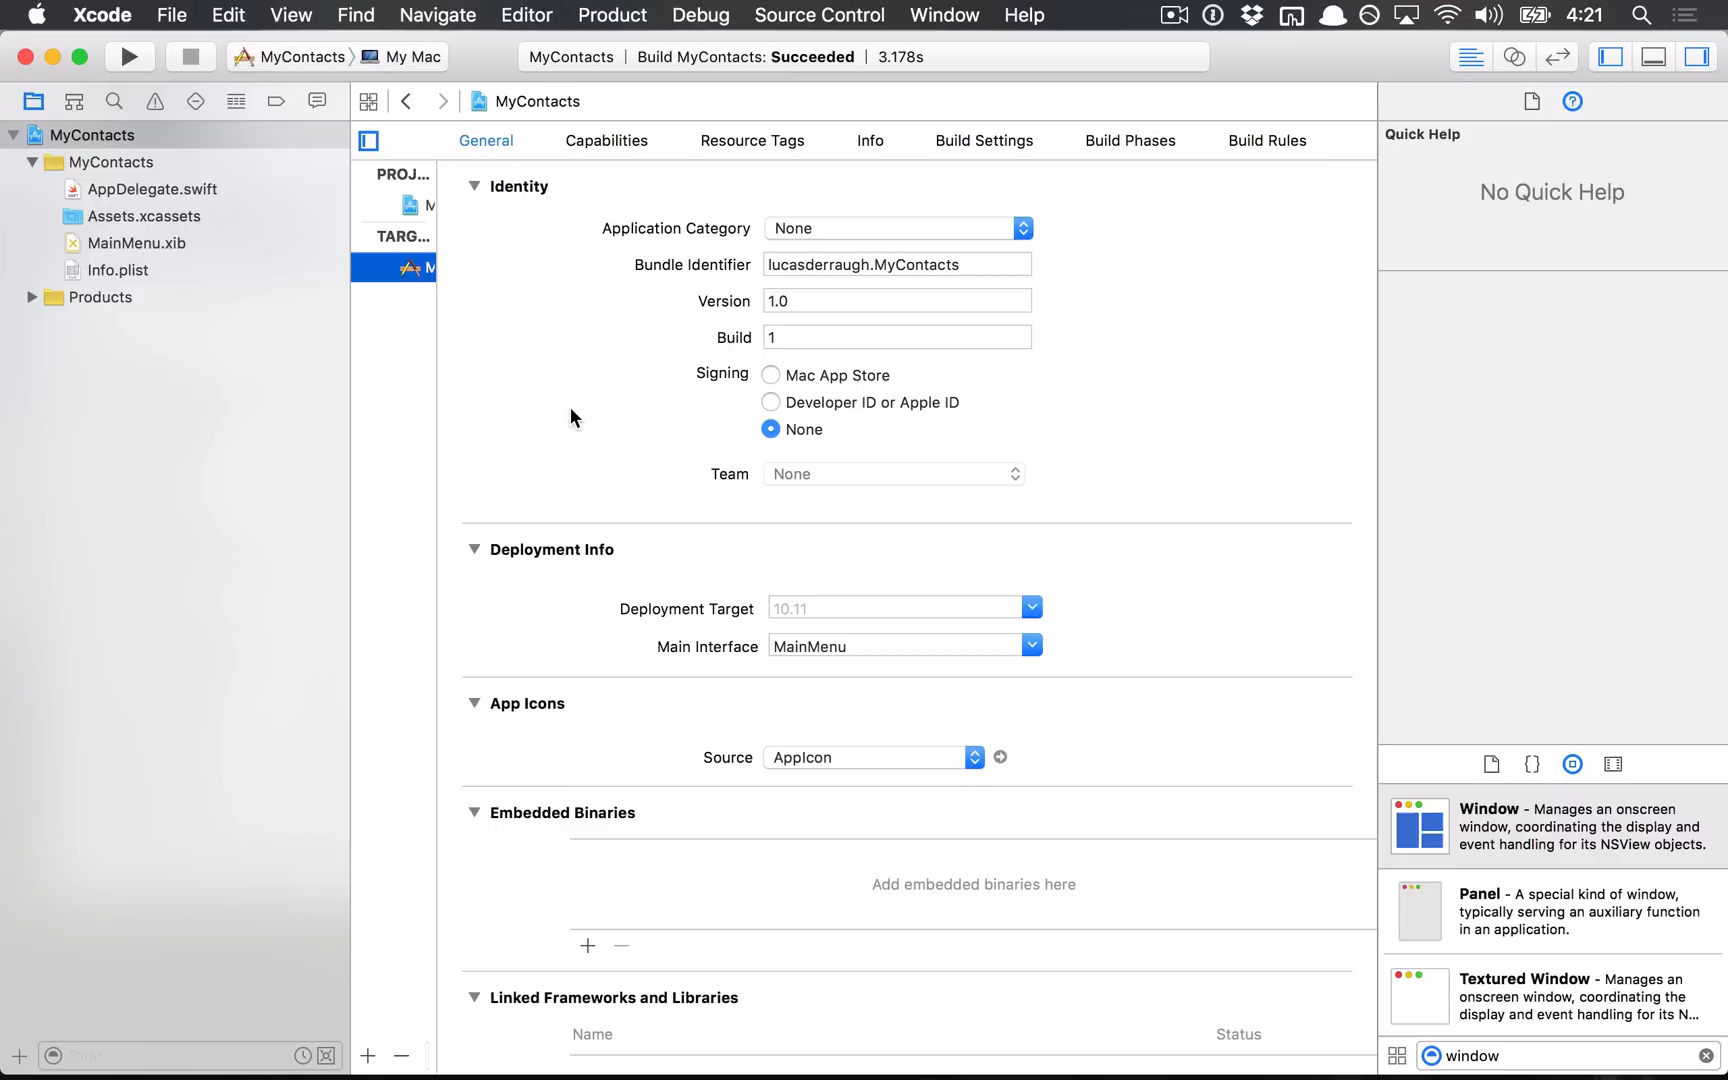 Xcode File Edit View Find Navigate Editor Product Debug Source Control Window Help 4:21
MyContacts My Mac
MyContacts | Build MyContacts: Succeeded | 3.178s
MyContacts
Quick Help
No Quick Help
MyContacts
MyContacts
AppDelegate.swift
Assets.xcassets
MainMenu.xib
Info.plist
Products
General Capabilities Resource Tags Info Build Settings Build Phases Build Rules
PROJ...
M
TARG...
M
Identity
Application Category None
Bundle Identifier lucasderraugh.MyContacts
Version 1.0
Build 1
Signing Mac App Store
Developer ID or Apple ID
None
Team None
Deployment Info
Deployment Target 10.11
Main Interface MainMenu
App Icons
Source AppIcon
Embedded Binaries
Add embedded binaries here
Linked Frameworks and Libraries
Name Status
Window - Manages an onscreen
window, coordinating the display and
event handling for its NSView objects.
Panel - A special kind of window,
typically serving an auxiliary function
in an application.
Textured Window - Manages an
onscreen window, coordinating the
display and event handling for its N...
window